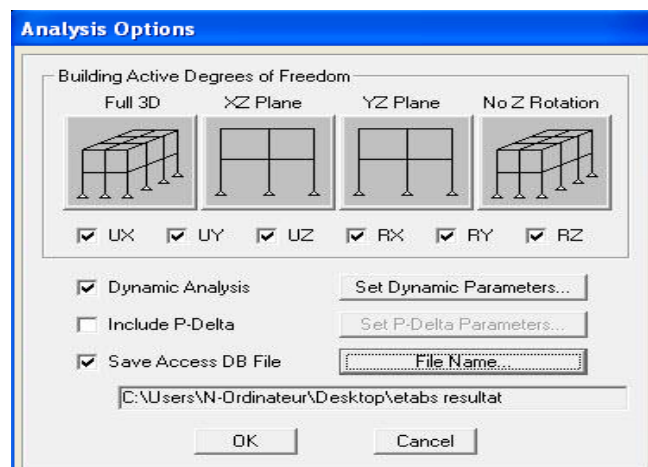 Analysis Options
Building Active Degrees of Freedom
Full 3D XZ Plane YZ Plane No Z Rotation
UX UY UZ RX RY RZ
Dynamic Analysis Set Dynamic Parameters...
Include P-Delta Set P-Delta Parameters...
Save Access DB File File Name...
C:\Users\N-Ordinateur\Desktop\etabs resultat
OK Cancel